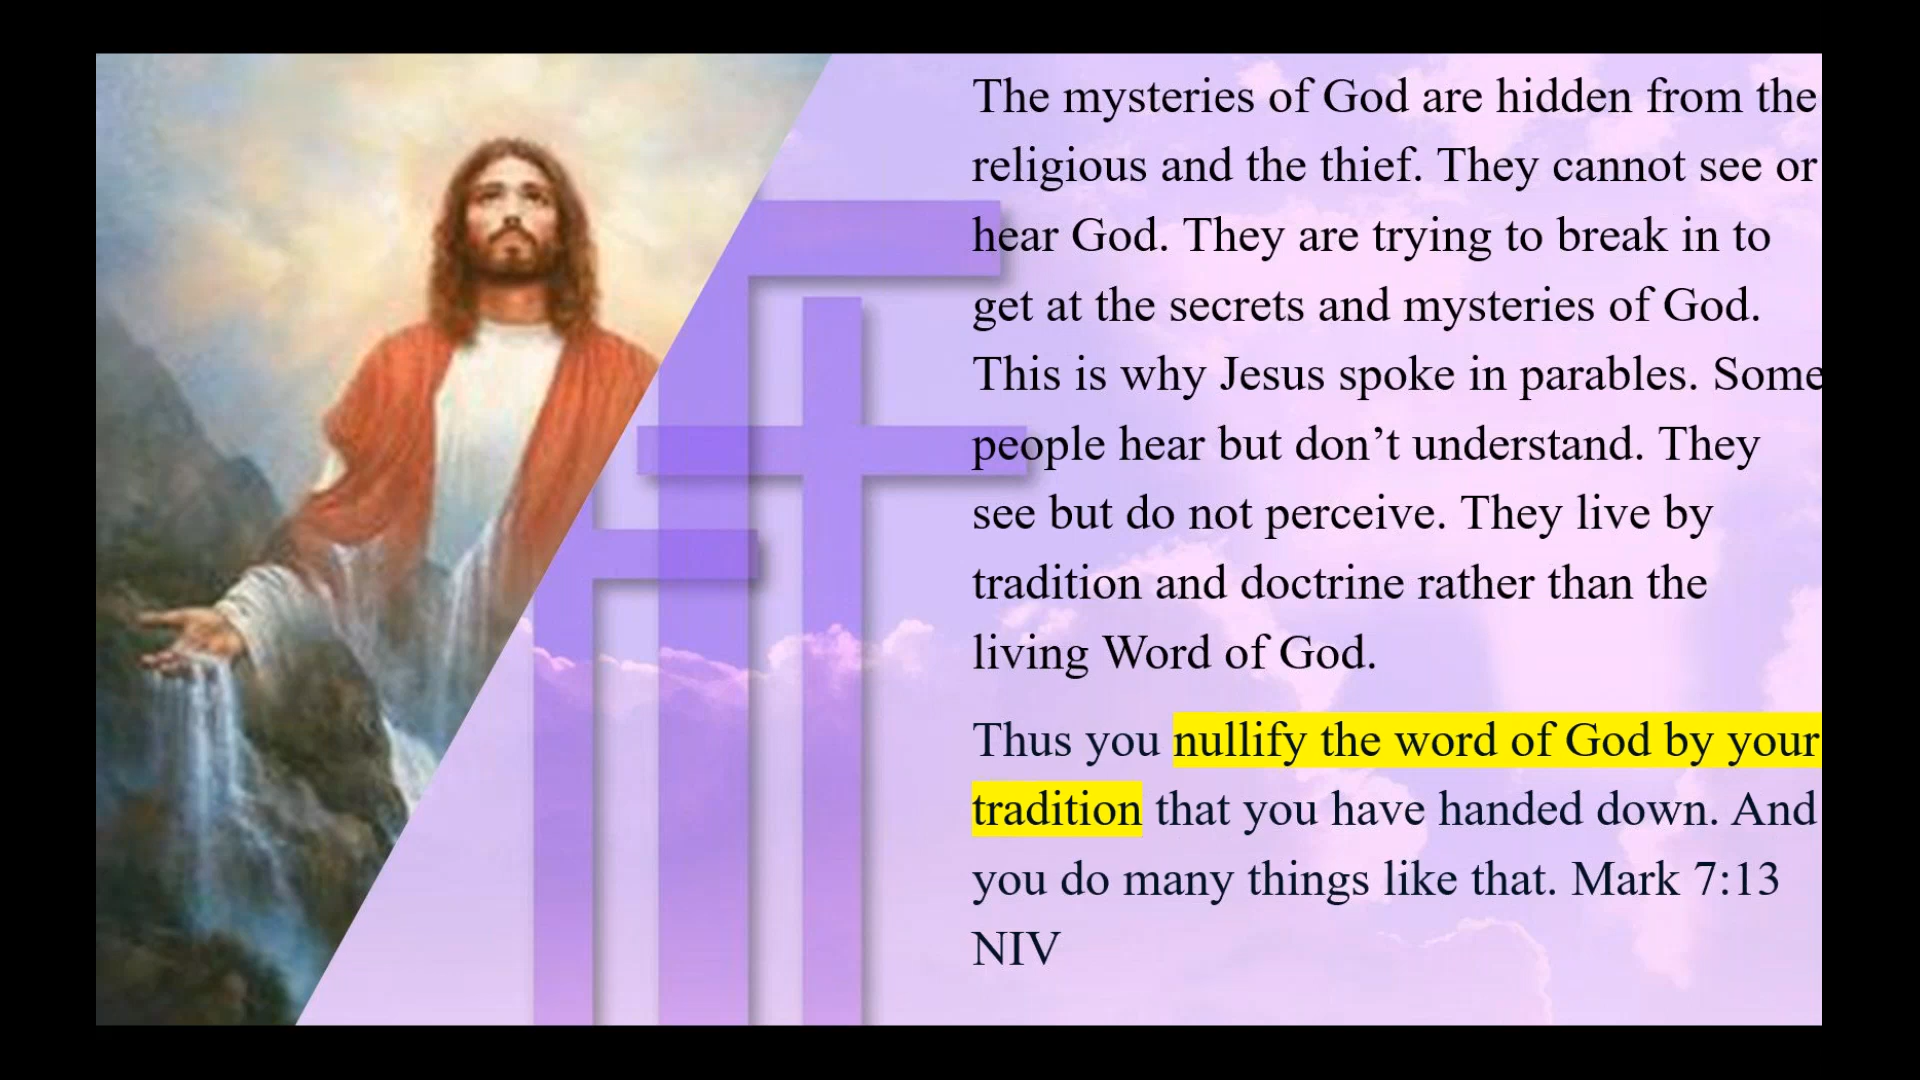 The mysteries of God are hidden from the
religious and the thief. They cannot see or
hear God. They are trying to break in to
get at the secrets and mysteries of God.
This is why Jesus spoke in parables. Some
people hear but don’t understand. They
see but do not perceive. They live by
tradition and doctrine rather than the
living Word of God.
Thus you nullify the word of God by your
tradition that you have handed down. And
you do many things like that. Mark 7:13
NIV